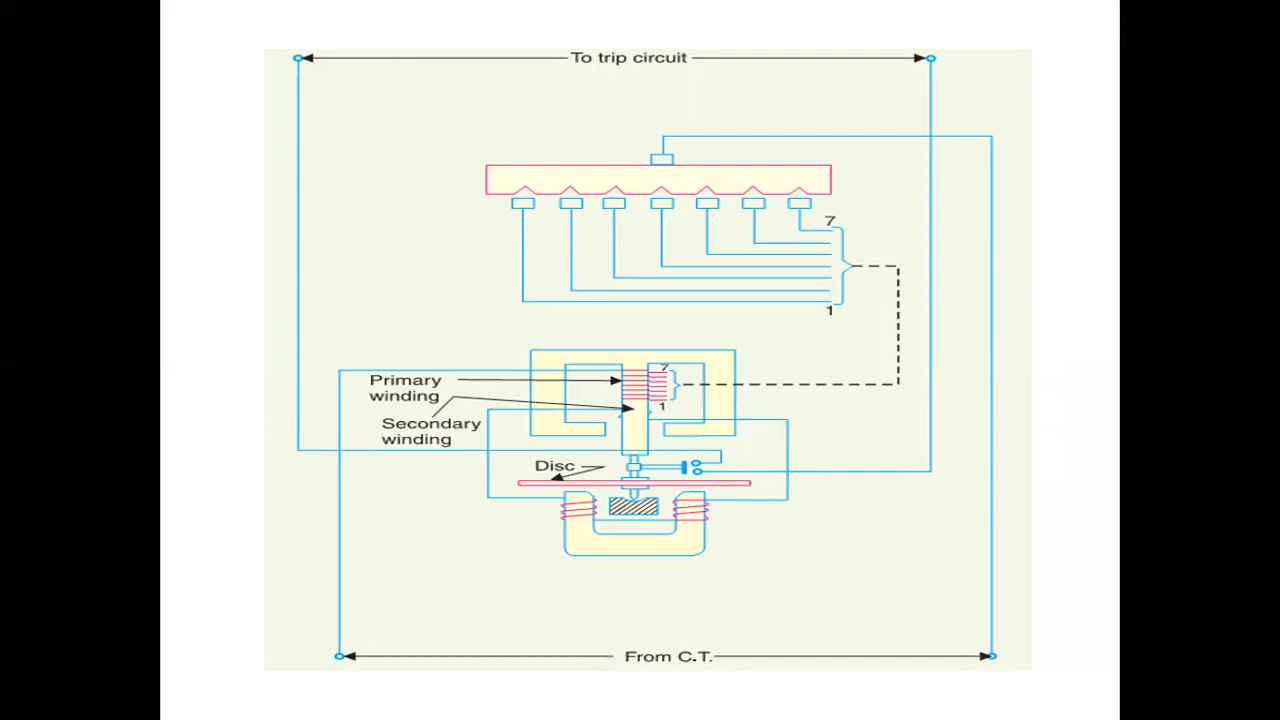 To trip circuit
7
1
Primary
winding
7
1
Secondary
winding
Disc
From C.T.